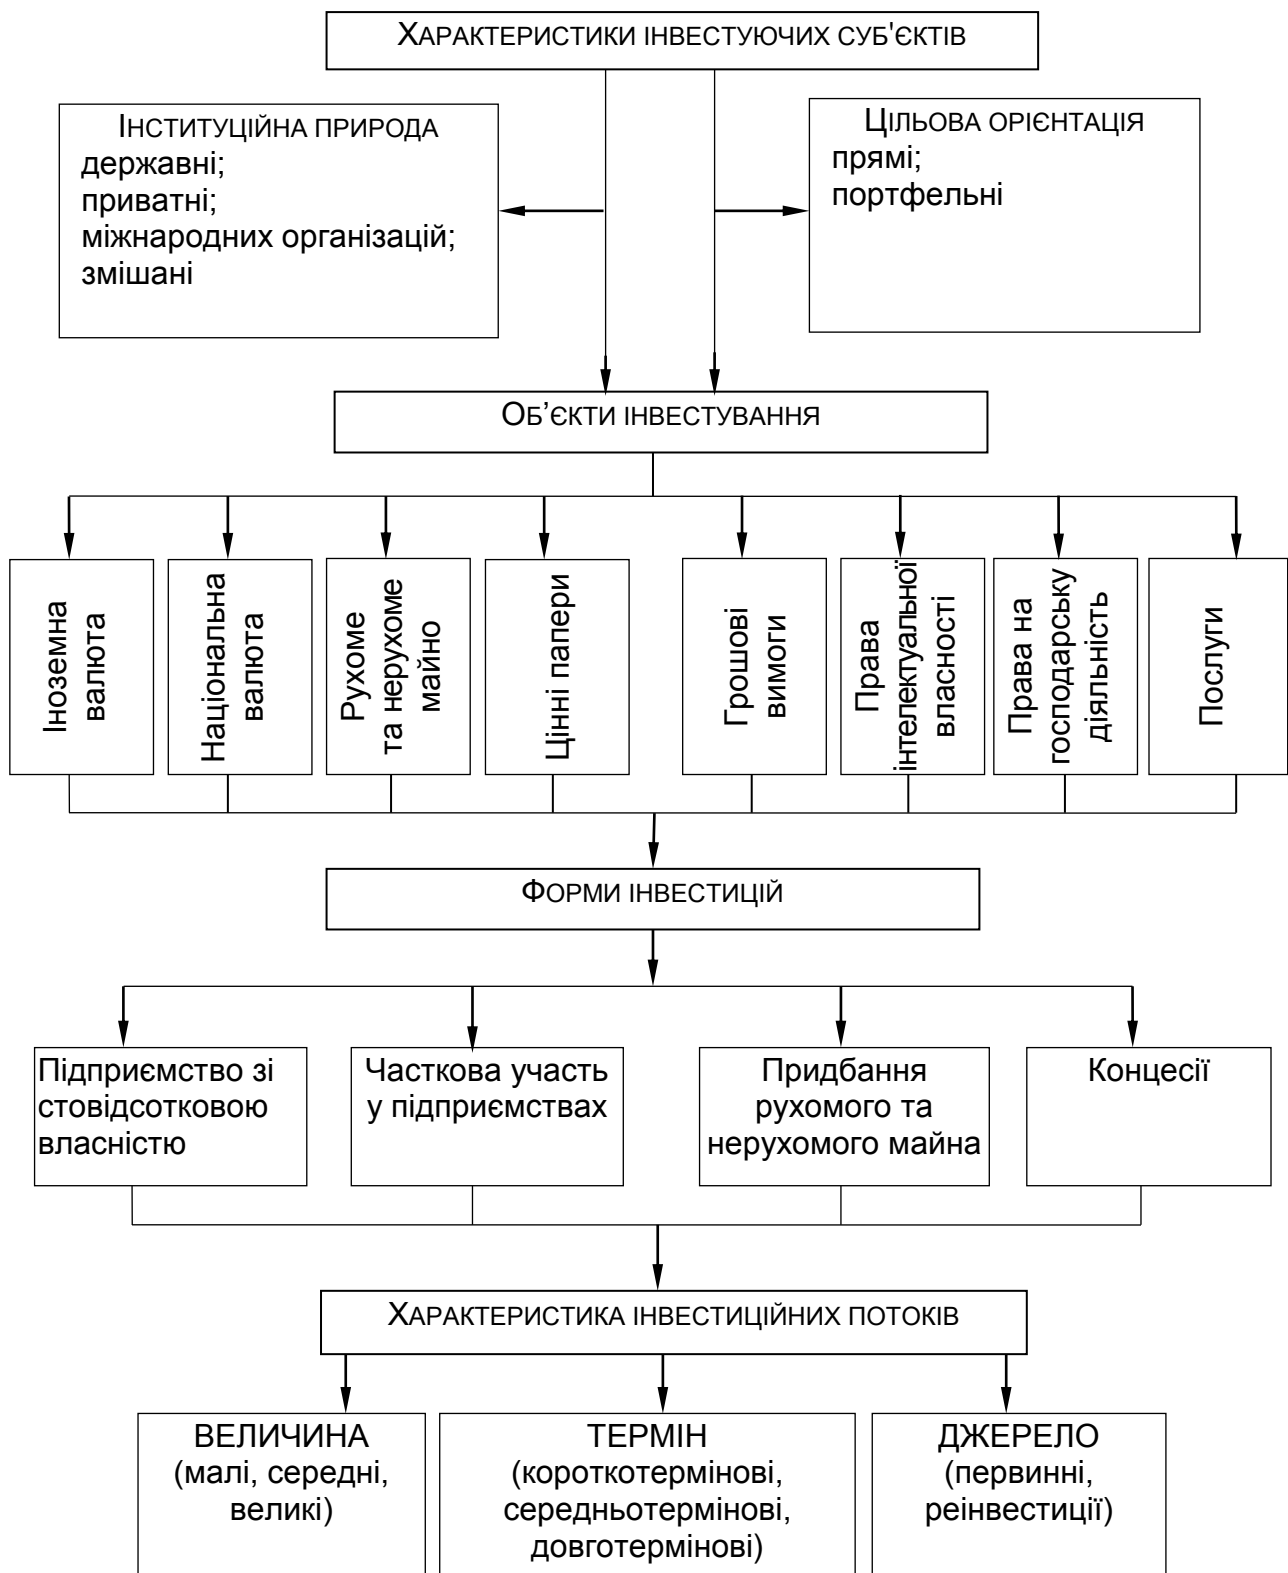 ХАРАКТЕРИСТИКИ ІНВЕСТУЮЧИХ СУБ'ЄКТІВ
ІНСТИТУЦІЙНА ПРИРОДА
державні;
приватні;
міжнародних організацій;
змішані
ЦІЛЬОВА ОРІЄНТАЦІЯ
прямі;
портфельні
ОБ’ЄКТИ ІНВЕСТУВАННЯ
Іноземна
валюта
Національна
валюта
Рухоме
та нерухоме
майно
Цінні папери
Грошові
вимоги
Права
інтелектуальної
власності
Права на
господарську
діяльність
Послуги
ФОРМИ ІНВЕСТИЦІЙ
Підприємство зі
стовідсотковою
власністю
Часткова участь
у підприємствах
Придбання
рухомого та
нерухомого майна
Концесії
ХАРАКТЕРИСТИКА ІНВЕСТИЦІЙНИХ ПОТОКІВ
ВЕЛИЧИНА
(малі, середні,
великі)
ТЕРМІН
(короткотермінові,
середньотермінові,
довготермінові)
ДЖЕРЕЛО
(первинні,
реінвестиції)